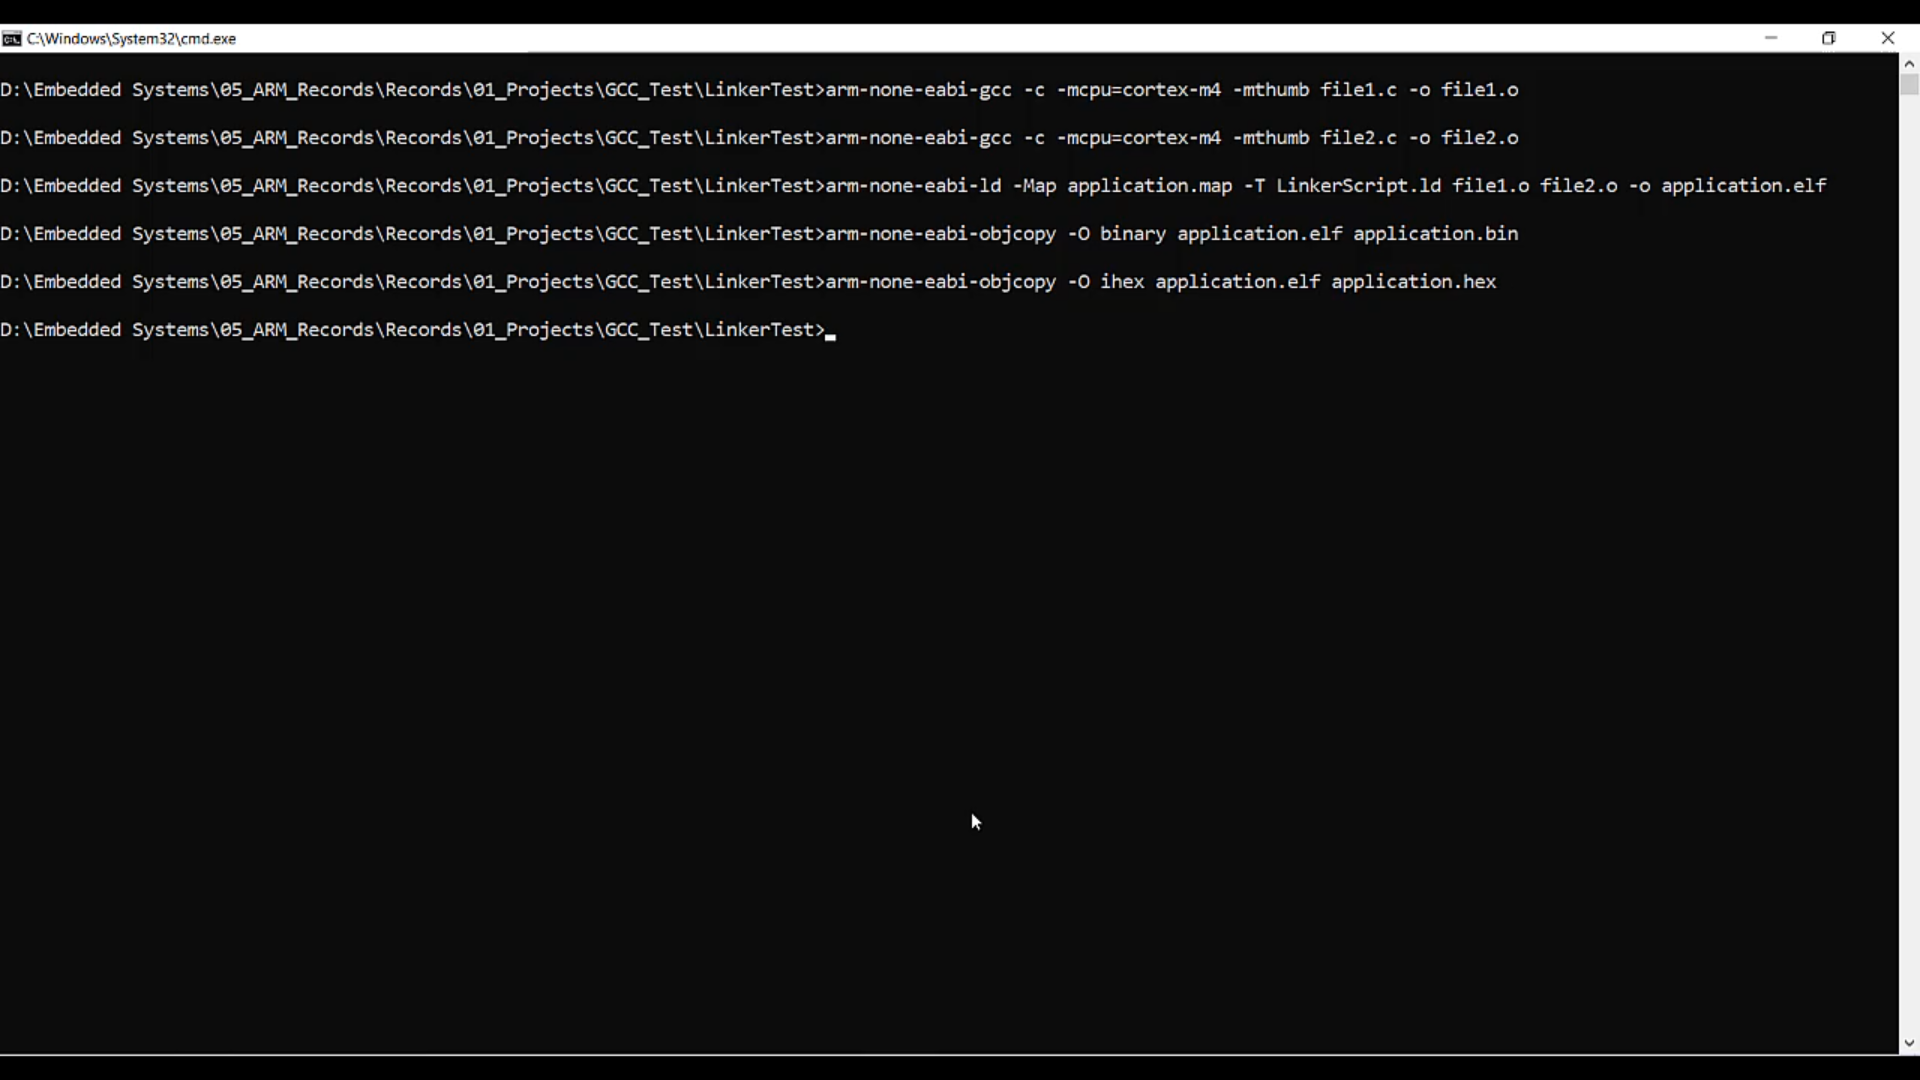 C:\Windows\System32\cmd.exe
D:\Embedded Systems\05_ARM_Records\Records\01_Projects\GCC_Test\LinkerTest>arm-none-eabi-gcc -c -mcpu=cortex-m4 -mthumb file1.c -o file1.o
D:\Embedded Systems\05_ARM_Records\Records\01_Projects\GCC_Test\LinkerTest>arm-none-eabi-gcc -c -mcpu=cortex-m4 -mthumb file2.c -o file2.o
D:\Embedded Systems\05_ARM_Records\Records\01_Projects\GCC_Test\LinkerTest>arm-none-eabi-ld -Map application.map -T LinkerScript.ld file1.o file2.o -o application.elf
D:\Embedded Systems\05_ARM_Records\Records\01_Projects\GCC_Test\LinkerTest>arm-none-eabi-objcopy -O binary application.elf application.bin
D:\Embedded Systems\05_ARM_Records\Records\01_Projects\GCC_Test\LinkerTest>arm-none-eabi-objcopy -O ihex application.elf application.hex
D:\Embedded Systems\05_ARM_Records\Records\01_Projects\GCC_Test\LinkerTest>